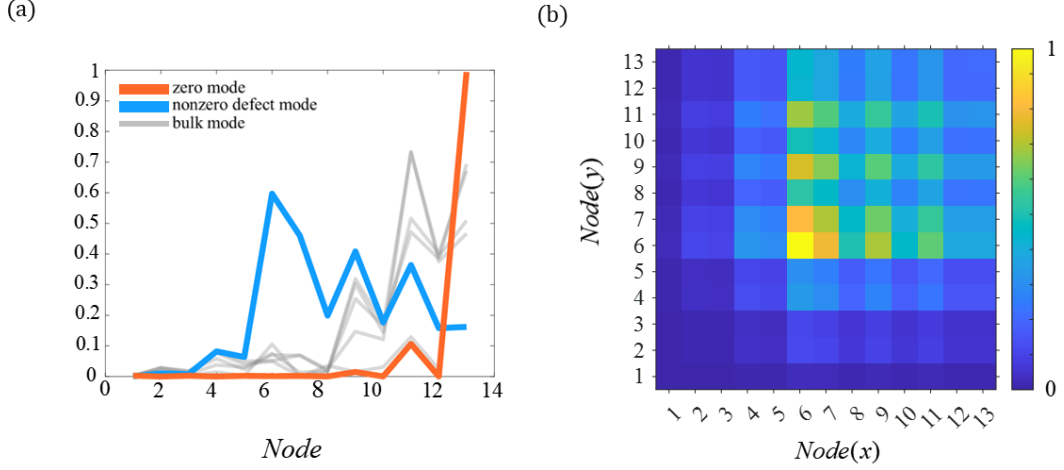 (a)
1
0.9
0.8
0.7
0.6
0.5
0.4
0.3
0.2
0.1
0
zero mode
nonzero defect mode
bulk mode
0 2 4 6 8 10 12 14
Node
(b)
13
12
11
10
9
8
7
6
5
4
3
2
1
Node(y)
1 2 3 4 5 6 7 8 9 10 11 12 13
Node(x)
1
0